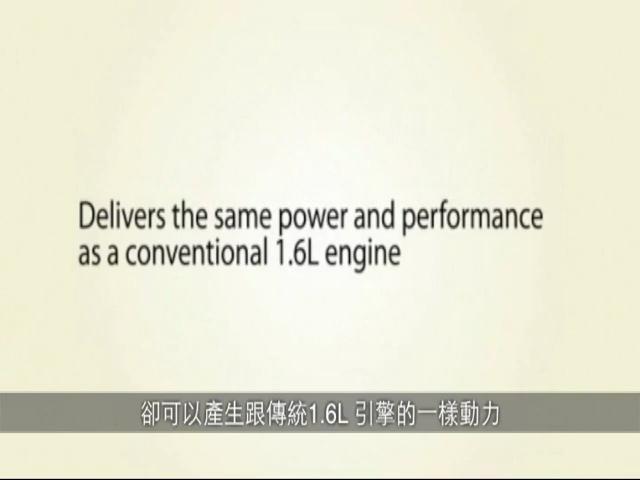 Delivers the same power and performance
as a conventional 1.6L engine
卻可以產生跟傳統1.6L 引擎的一樣動力